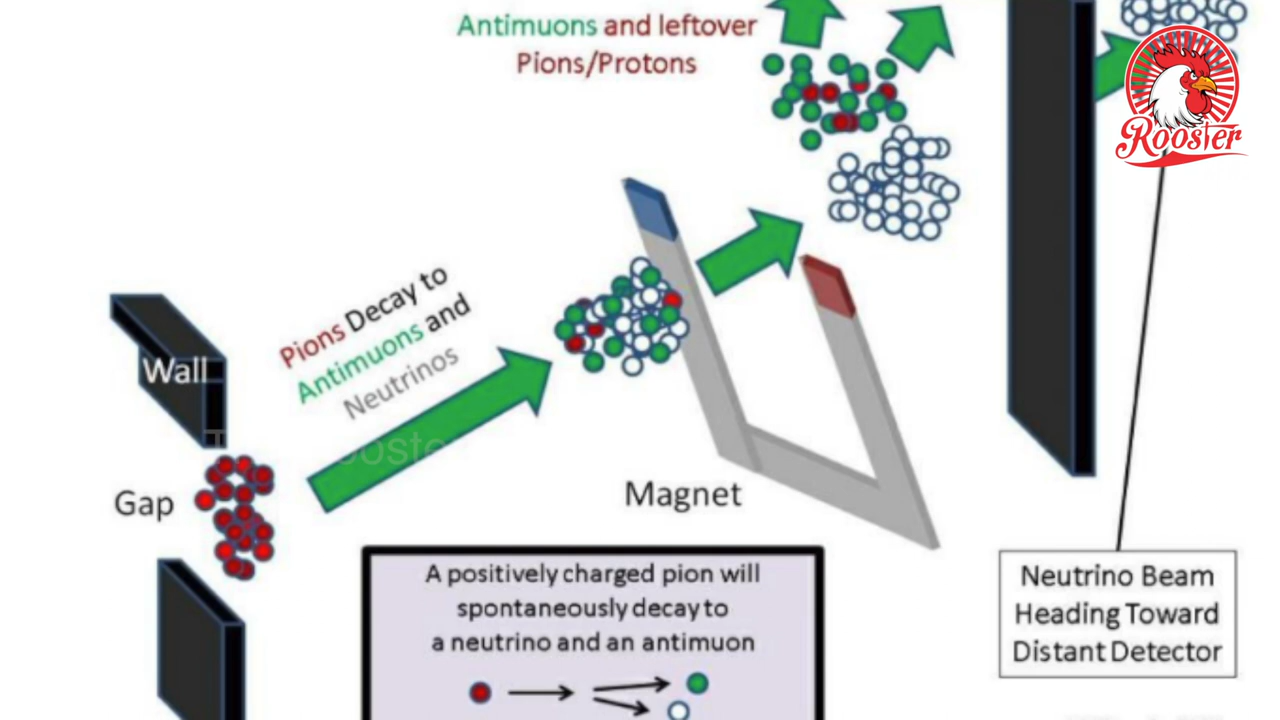 Antimuons and leftover
Pions/Protons
Rooster
Pions Decay to
Antimuons and
Neutrinos
Wall
Gap
Magnet
A positively charged pion will
spontaneously decay to
a neutrino and an antimuon
Neutrino Beam
Heading Toward
Distant Detector